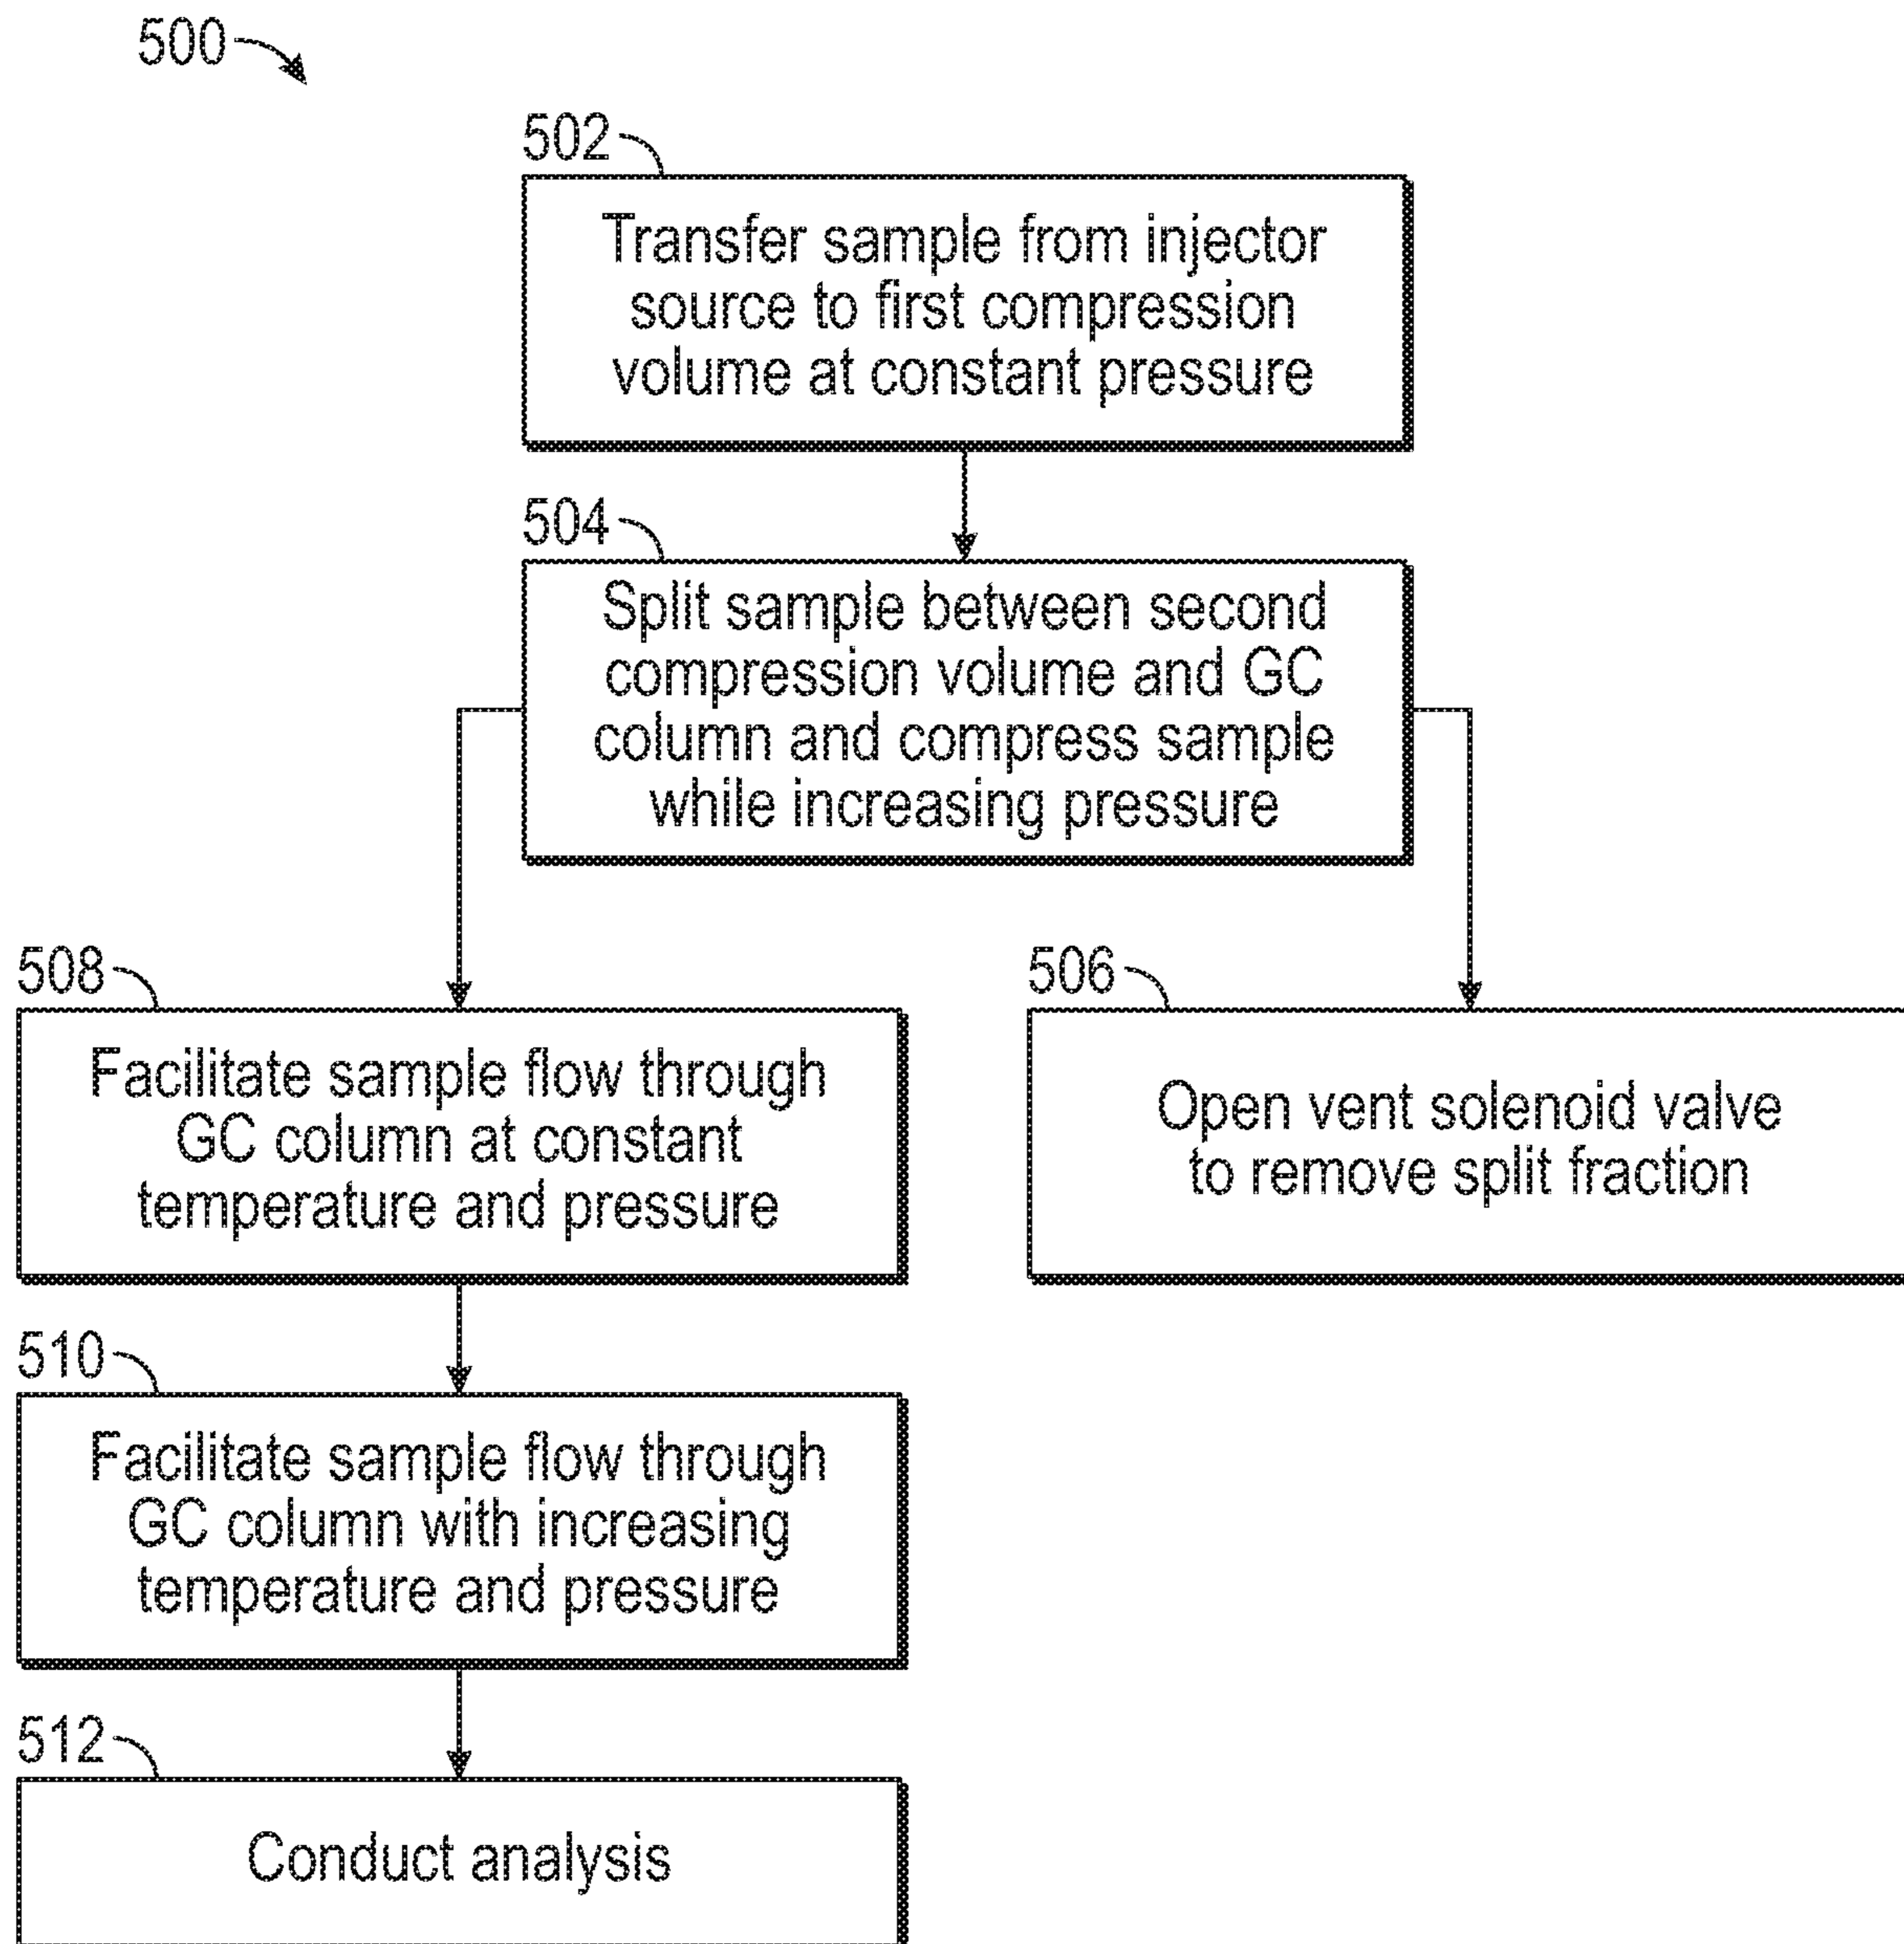 500
502
Transfer sample from injector
source to first compression
volume at constant pressure
504
Split sample between second
compression volume and GC
column and compress sample
while increasing pressure
508
Facilitate sample flow through
GC column at constant
temperature and pressure
506
Open vent solenoid valve
to remove split fraction
510
Facilitate sample flow through
GC column with increasing
temperature and pressure
512
Conduct analysis